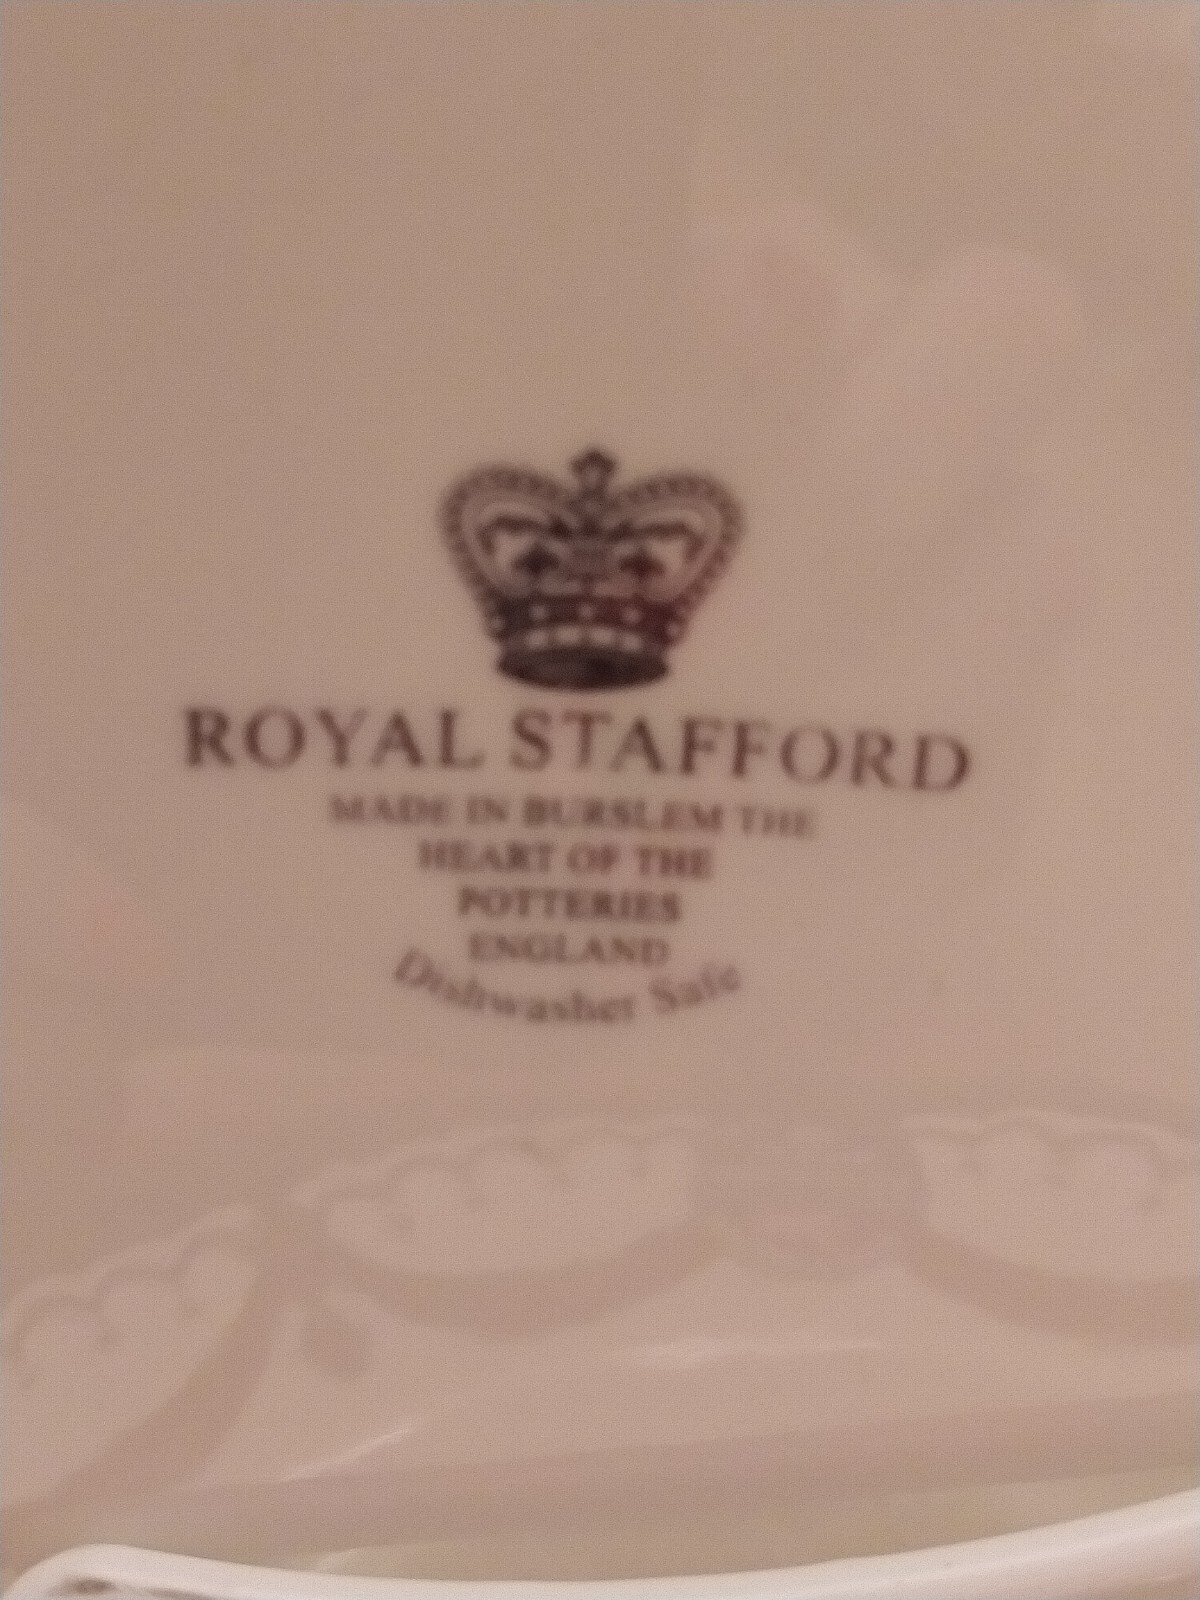 ROYAL STAFFORD
MADE IN BURSLEM THE
HEART OF THE
POTTERIES
ENGLAND
Dishwasher Safe